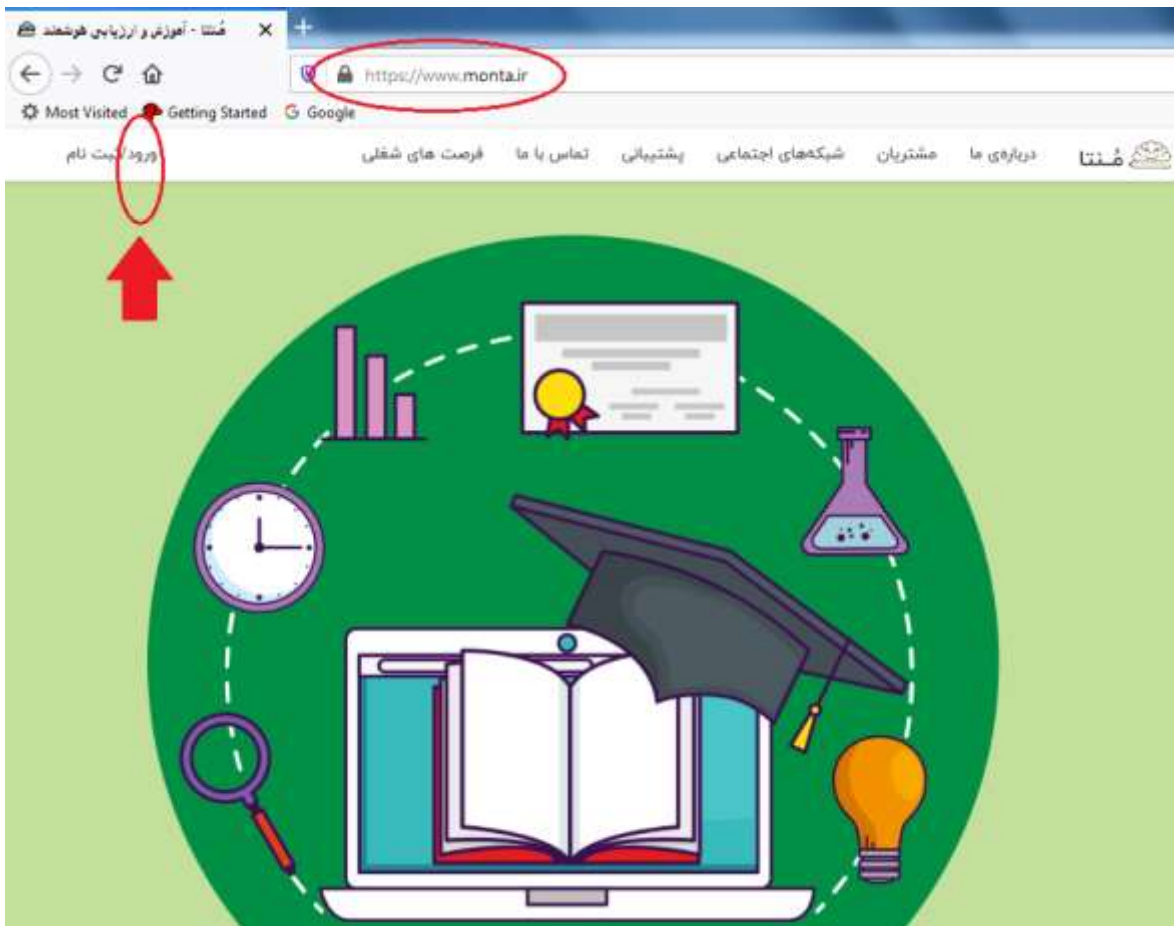 مُنتا - آموزش و ارزیابی هوشمند
https://www.monta.ir
Most Visited Getting Started Google
مُنتا درباره‌ی ما مشتریان شبکه‌های اجتماعی پشتیبانی تماس با ما فرصت های شغلی ورود/ثبت نام